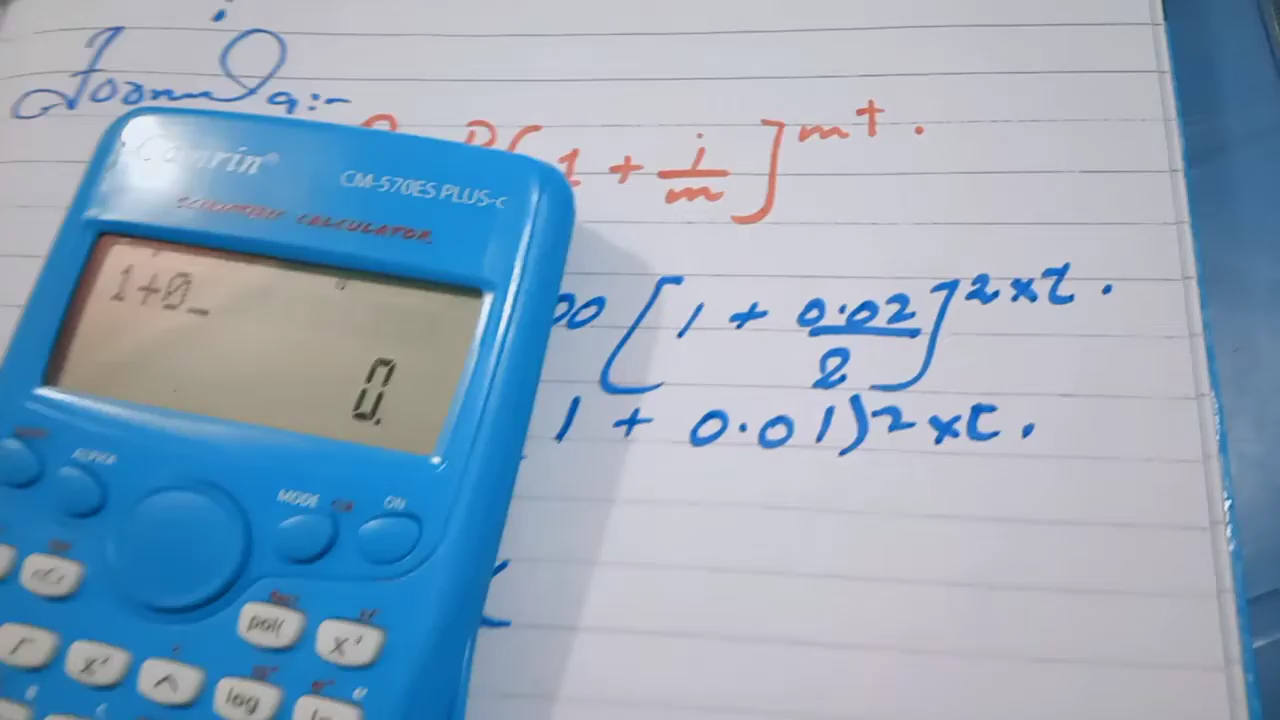 Formula:-
[1 + i/m]^mt.
00 [1 + 0.02/2]^2×t.
1 + 0.01)^2×t.
CM-570ES PLUS-C
SCIENTIFIC CALCULATOR
1+0_
0.
ALPHA
MODE
ON
log